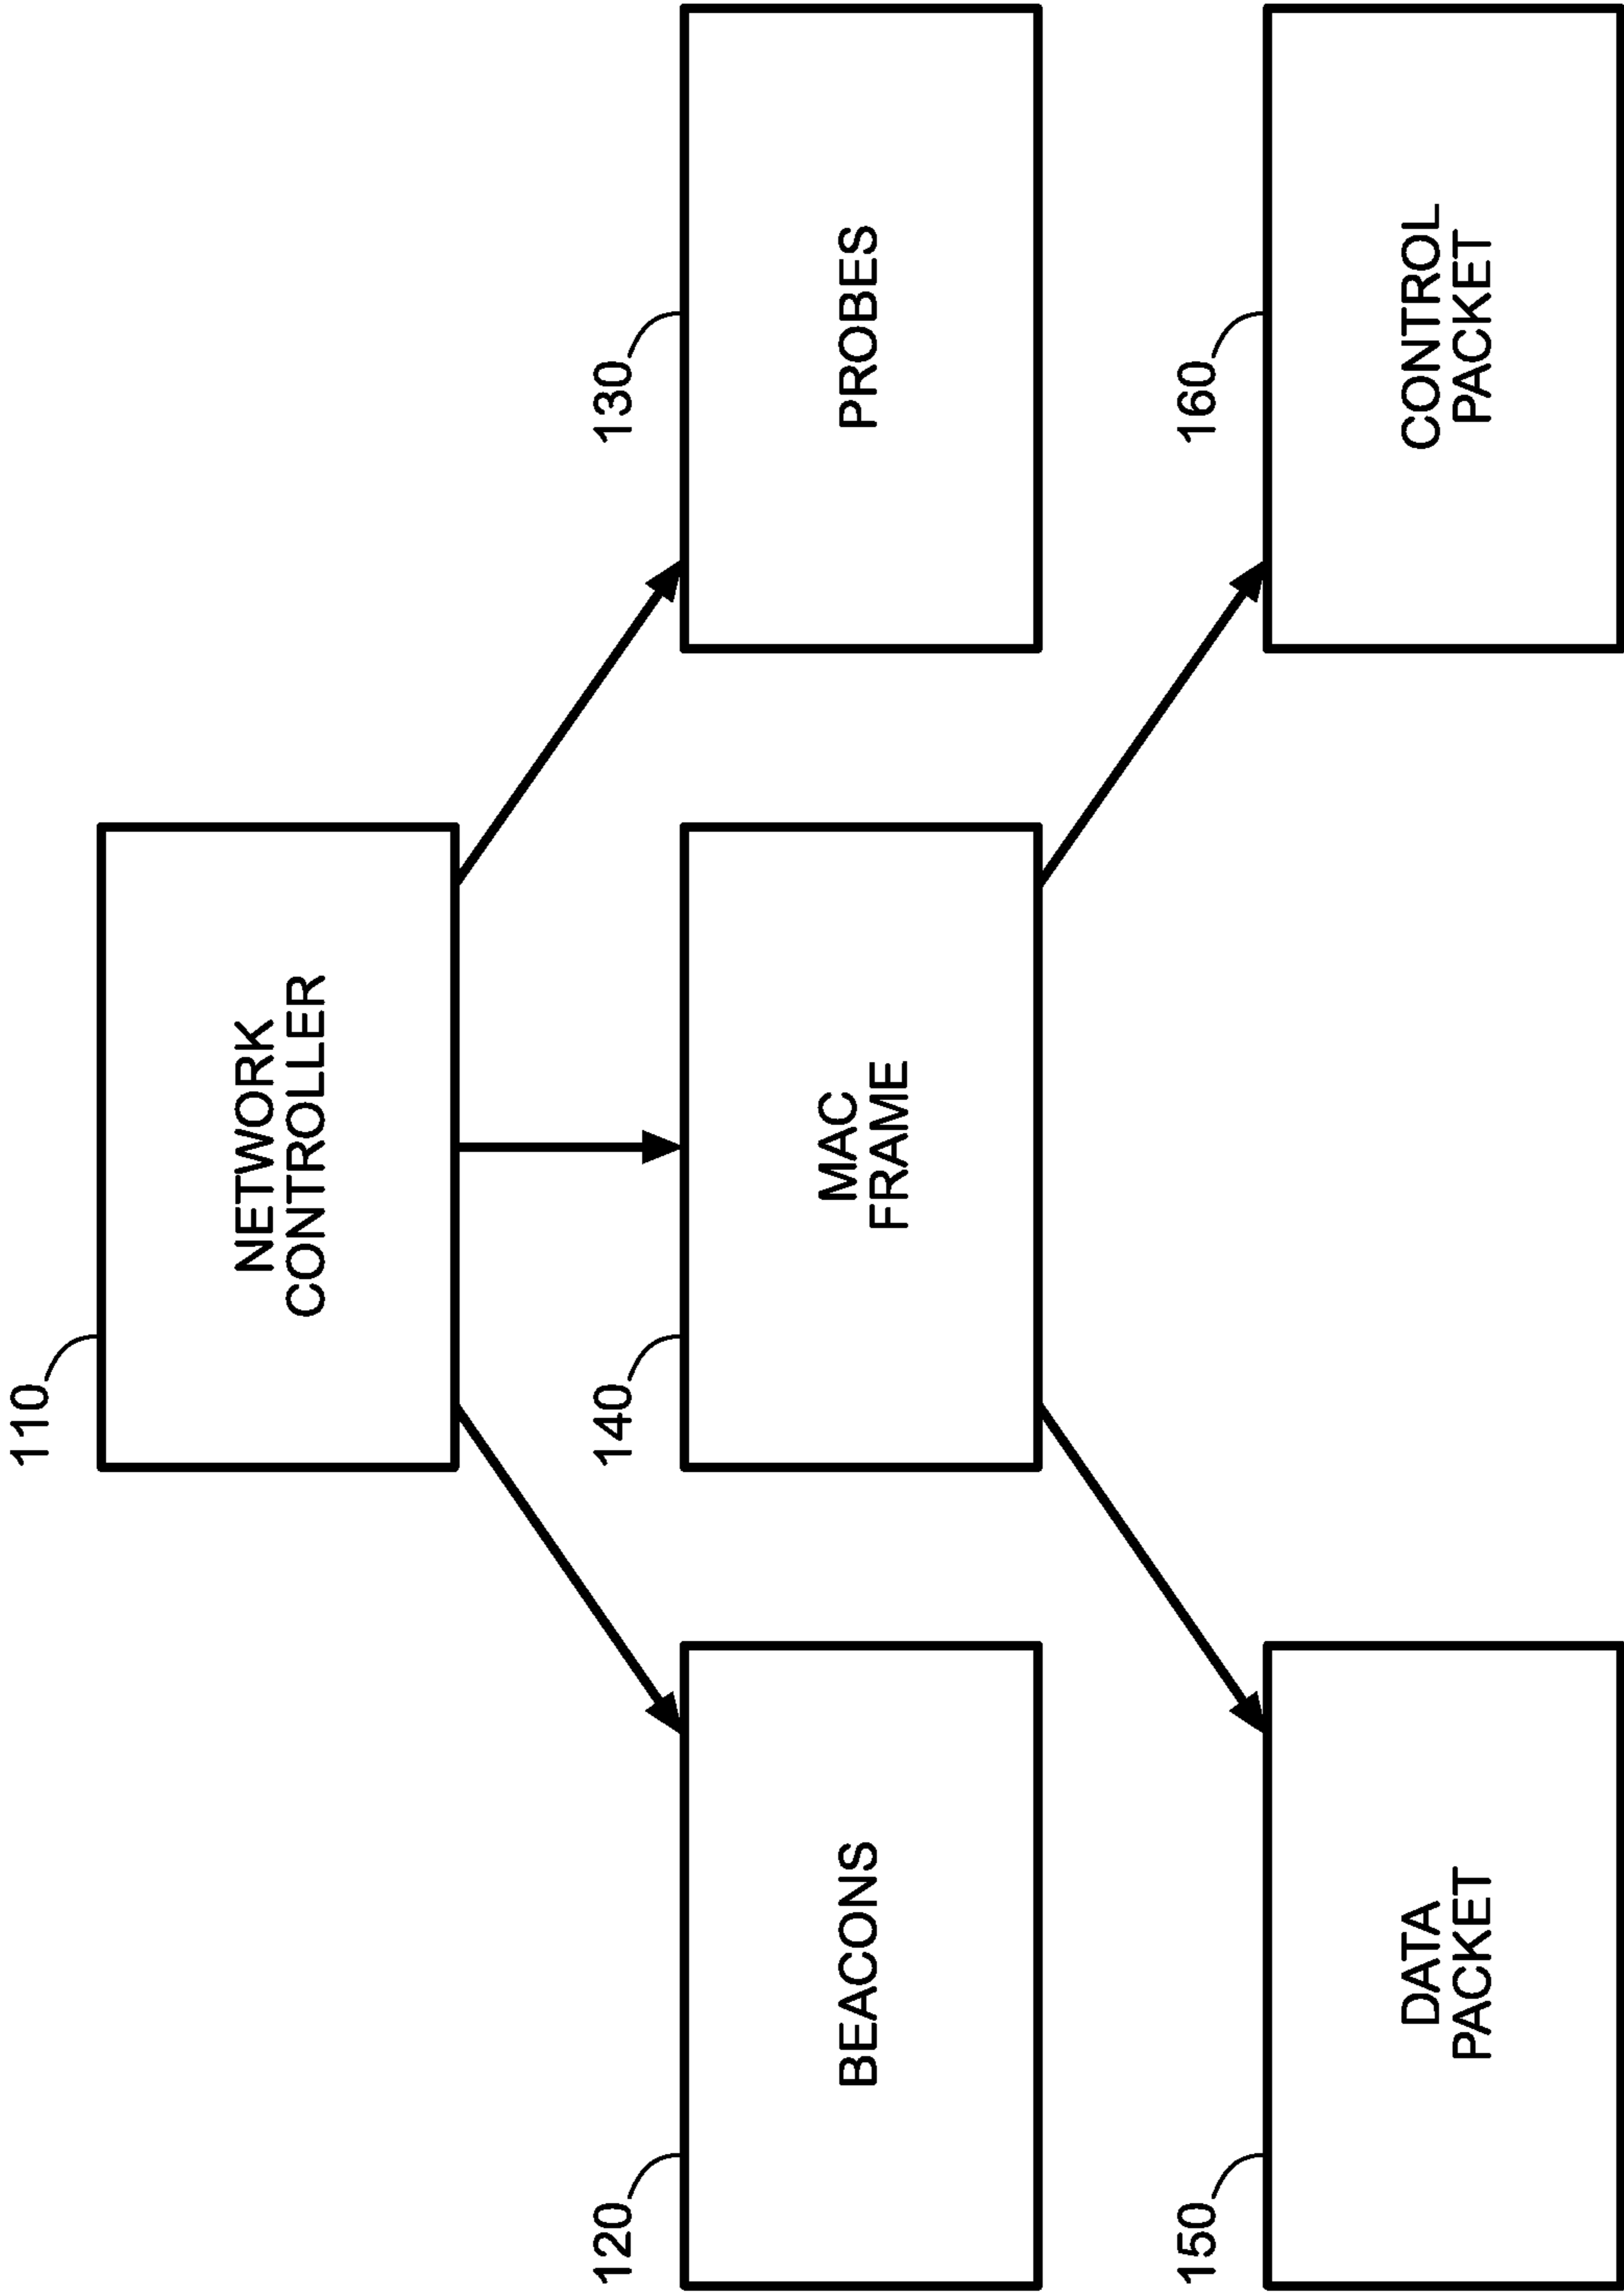 110
NETWORK
CONTROLLER
120
BEACONS
140
MAC
FRAME
130
PROBES
150
DATA
PACKET
160
CONTROL
PACKET